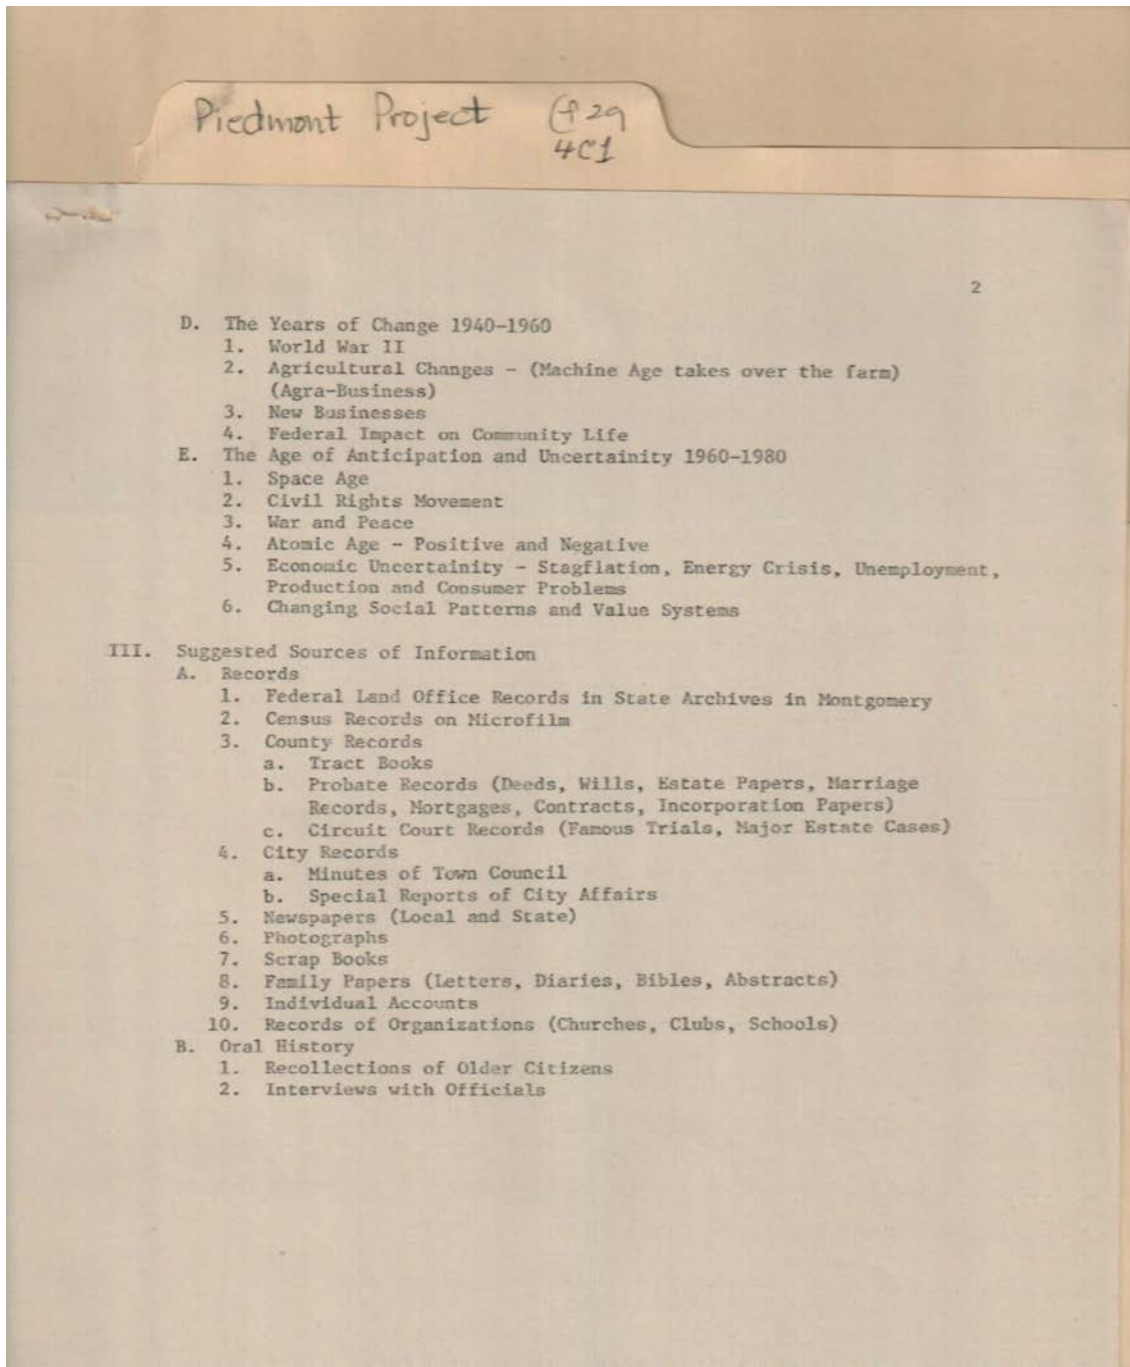 Piedmont Project (f29
4C1
2
D. The Years of Change 1940-1960
1. World War II
2. Agricultural Changes - (Machine Age takes over the farm)
(Agra-Business)
3. New Businesses
4. Federal Impact on Community Life
E. The Age of Anticipation and Uncertainity 1960-1980
1. Space Age
2. Civil Rights Movement
3. War and Peace
4. Atomic Age - Positive and Negative
5. Economic Uncertainity - Stagflation, Energy Crisis, Unemployment,
Production and Consumer Problems
6. Changing Social Patterns and Value Systems
III. Suggested Sources of Information
A. Records
1. Federal Land Office Records in State Archives in Montgomery
2. Census Records on Microfilm
3. County Records
a. Tract Books
b. Probate Records (Deeds, Wills, Estate Papers, Marriage
Records, Mortgages, Contracts, Incorporation Papers)
c. Circuit Court Records (Famous Trials, Major Estate Cases)
4. City Records
a. Minutes of Town Council
b. Special Reports of City Affairs
5. Newspapers (Local and State)
6. Photographs
7. Scrap Books
8. Family Papers (Letters, Diaries, Bibles, Abstracts)
9. Individual Accounts
10. Records of Organizations (Churches, Clubs, Schools)
B. Oral History
1. Recollections of Older Citizens
2. Interviews with Officials